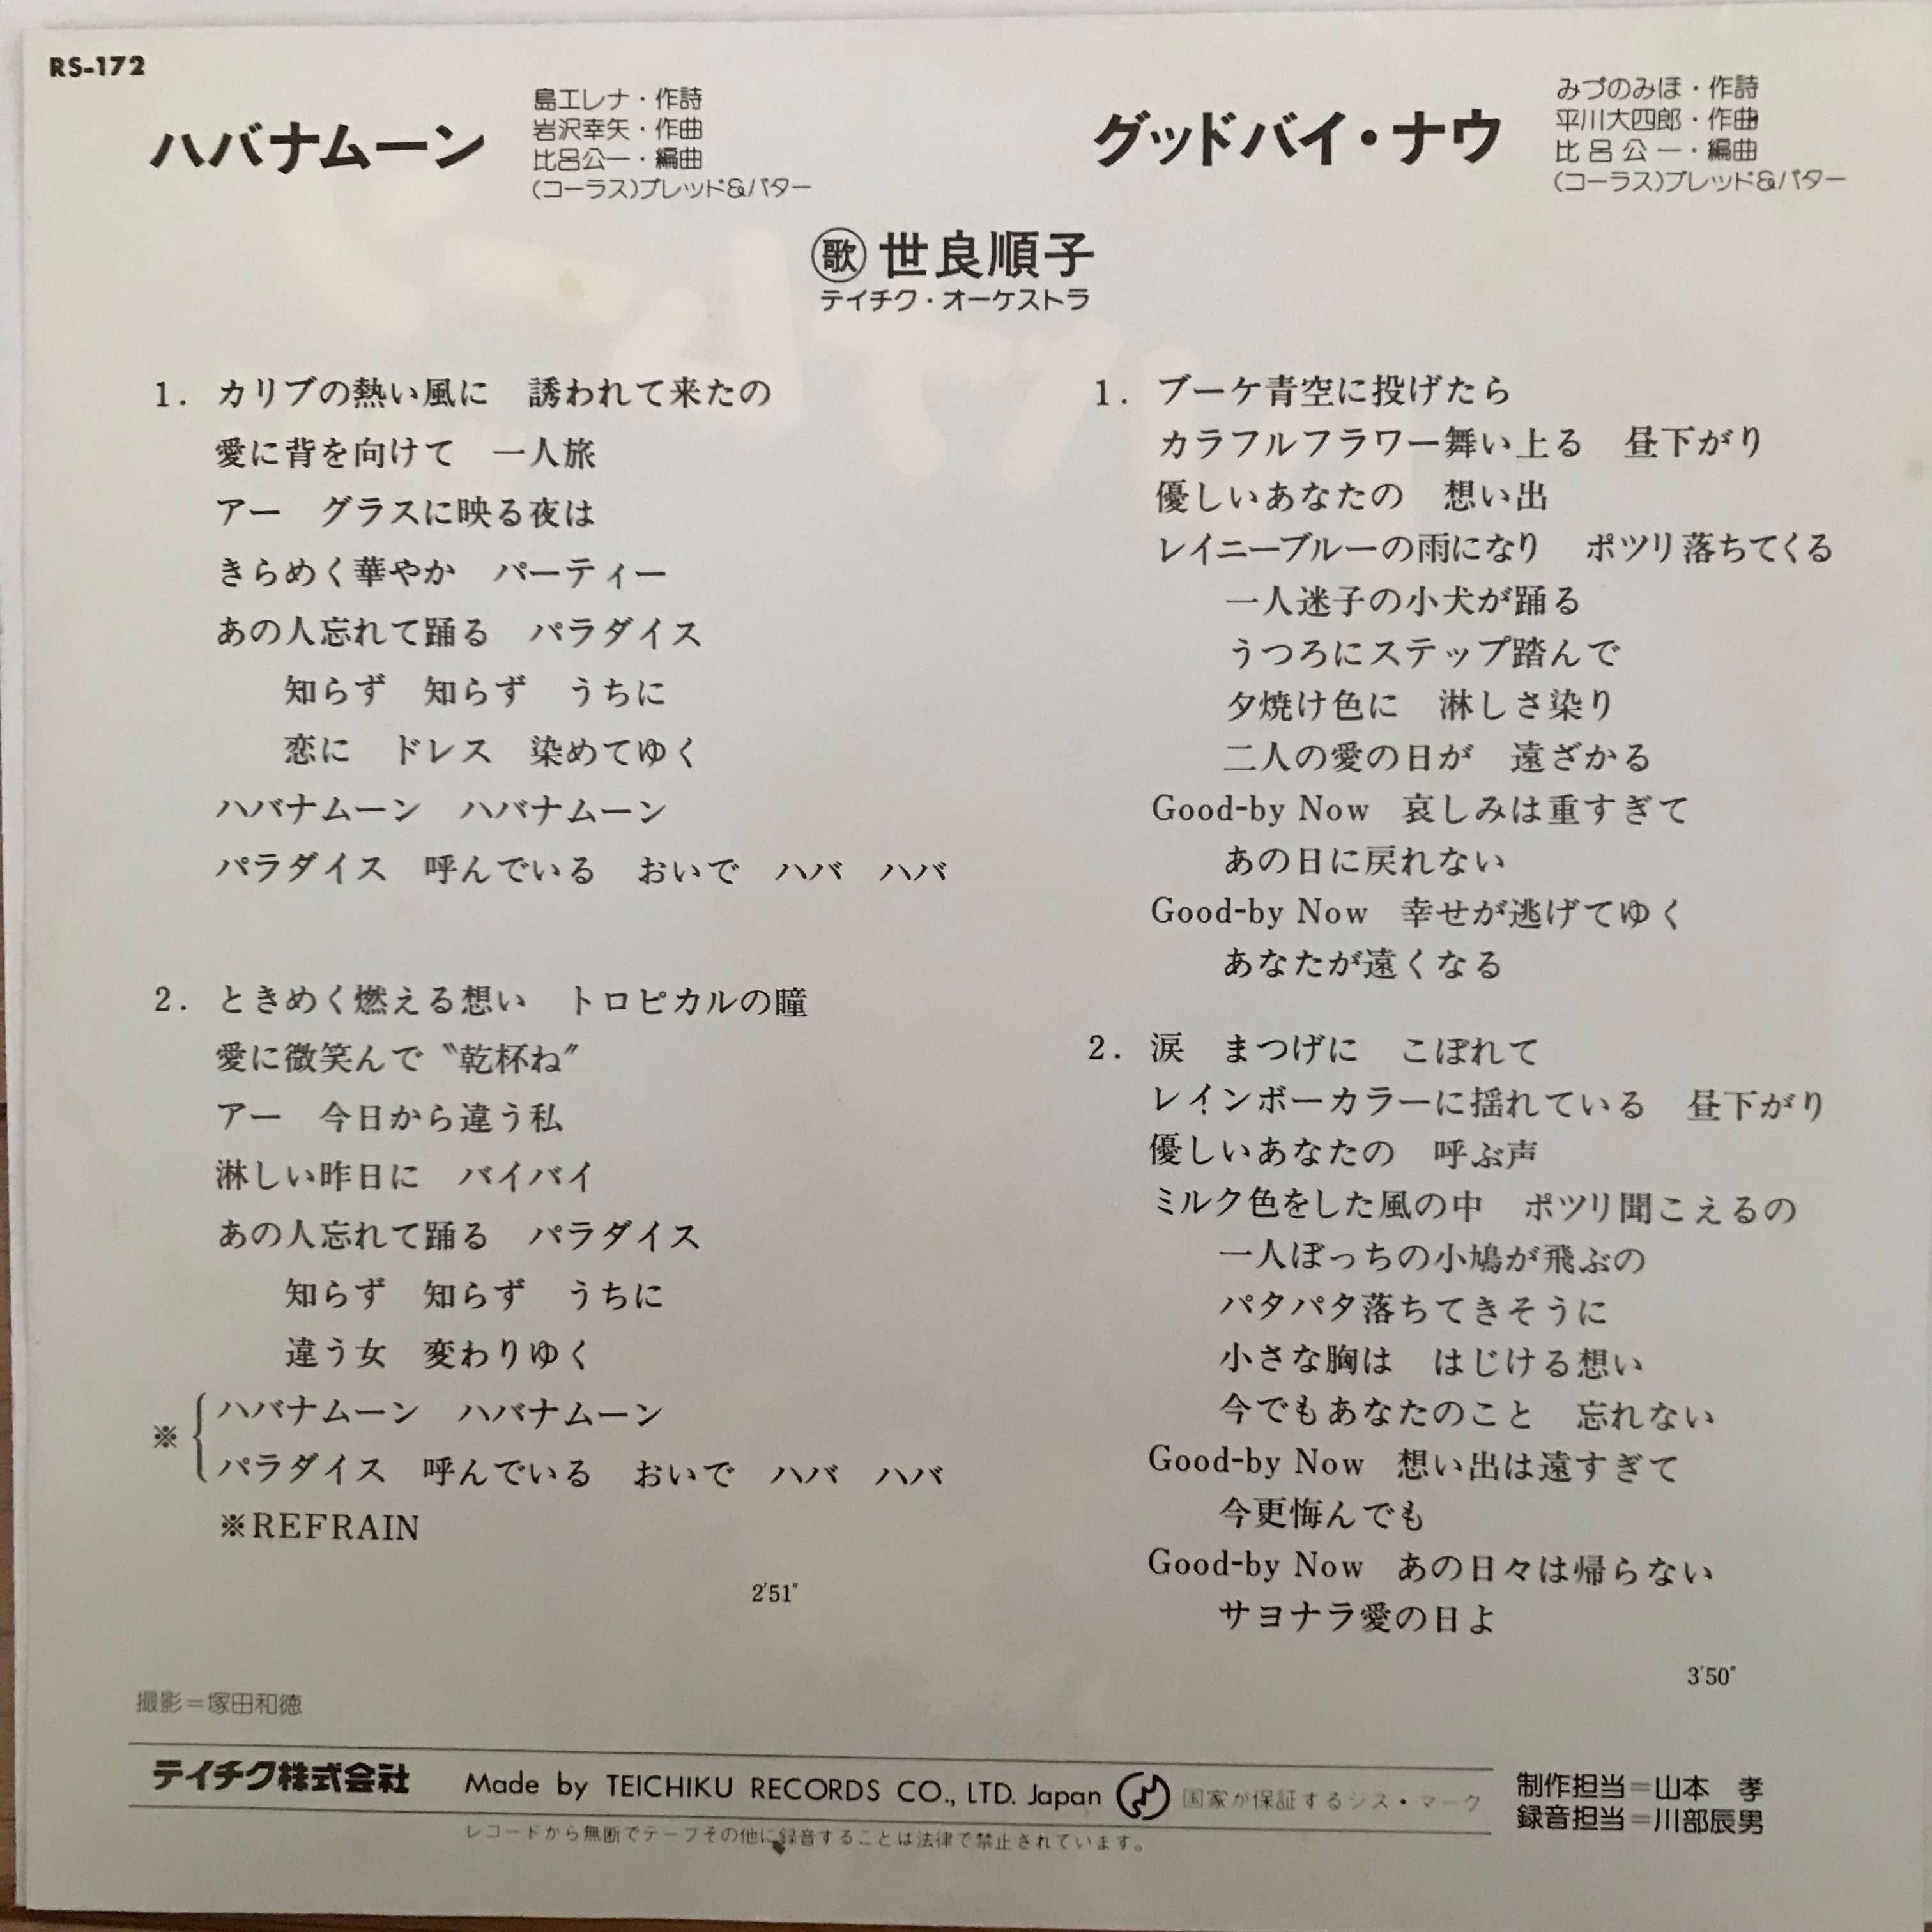 RS-172
ハバナムーン
島エレナ・作詩
岩沢幸矢・作曲
比呂公一・編曲
(コーラス)ブレッド&バター
グッドバイ・ナウ
みづのみほ・作詩
平川大四郎・作曲
比呂公一・編曲
(コーラス)ブレッド&バター
歌 世良順子
テイチク・オーケストラ
1. カリブの熱い風に　誘われて来たの
愛に背を向けて　一人旅
アー　グラスに映る夜は
きらめく華やか　パーティー
あの人忘れて踊る　パラダイス
知らず　知らず　うちに
恋に　ドレス　染めてゆく
ハバナムーン　ハバナムーン
パラダイス　呼んでいる　おいで　ハバ　ハバ
2. ときめく燃える想い　トロピカルの瞳
愛に微笑んで〝乾杯ね〟
アー　今日から違う私
淋しい昨日に　バイバイ
あの人忘れて踊る　パラダイス
知らず　知らず　うちに
違う女　変わりゆく
※ ハバナムーン　ハバナムーン
パラダイス　呼んでいる　おいで　ハバ　ハバ
※REFRAIN
2'51"
1. ブーケ青空に投げたら
カラフルフラワー舞い上る　昼下がり
優しいあなたの　想い出
レイニーブルーの雨になり　ポツリ落ちてくる
一人迷子の小犬が踊る
うつろにステップ踏んで
夕焼け色に　淋しさ染り
二人の愛の日が　遠ざかる
Good-by Now　哀しみは重すぎて
あの日に戻れない
Good-by Now　幸せが逃げてゆく
あなたが遠くなる
2. 涙　まつげに　こぼれて
レインボーカラーに揺れている　昼下がり
優しいあなたの　呼ぶ声
ミルク色をした風の中　ポツリ聞こえるの
一人ぼっちの小鳩が飛ぶの
パタパタ落ちてきそうに
小さな胸は　はじける想い
今でもあなたのこと　忘れない
Good-by Now　想い出は遠すぎて
今更悔んでも
Good-by Now　あの日々は帰らない
サヨナラ愛の日よ
3'50"
撮影=塚田和徳
テイチク株式会社
Made by TEICHIKU RECORDS CO., LTD. Japan
国家が保証するジス・マーク
レコードから無断でテープその他に録音することは法律で禁止されています。
制作担当=山本　孝
録音担当=川部辰男